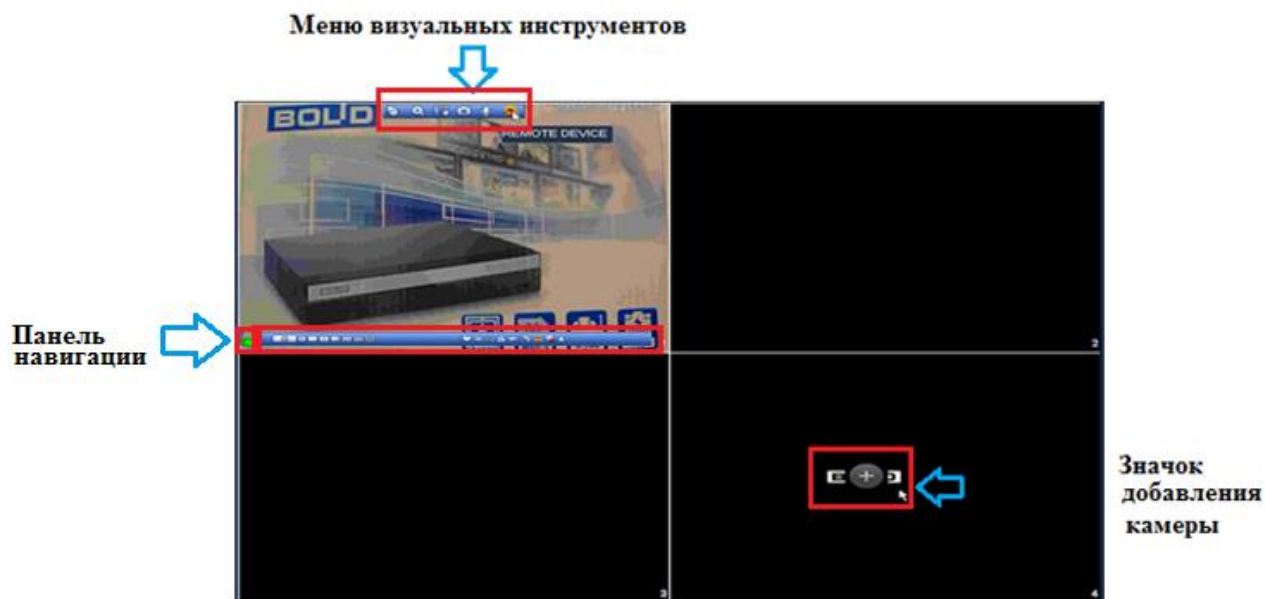 Меню визуальных инструментов
BOLID
REMOTE DEVICE
2
Панель
навигации
Значок
добавления
камеры
3
4